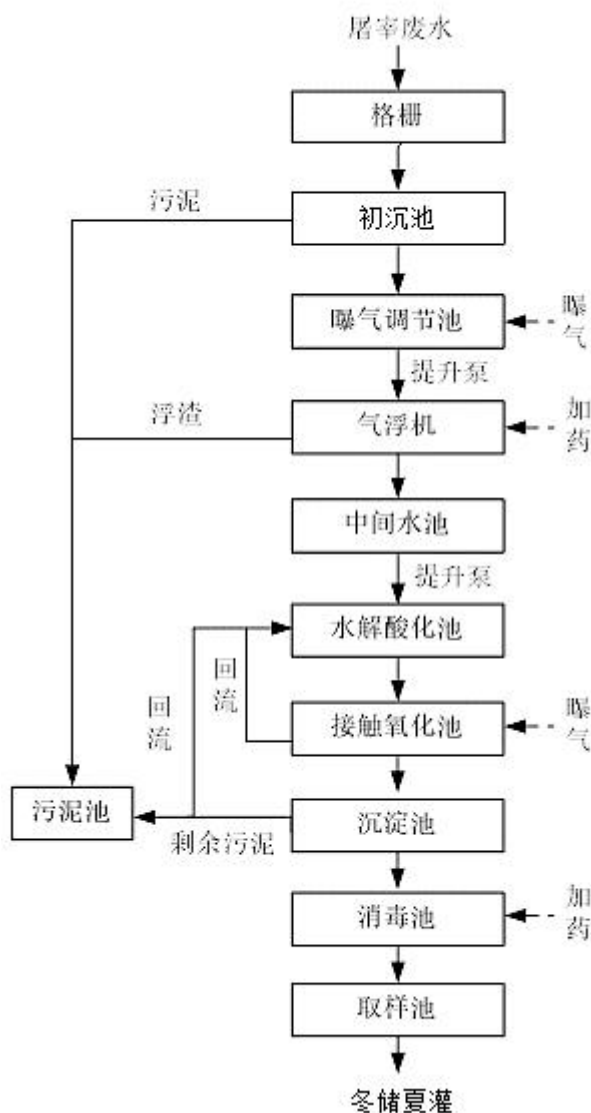 屠宰废水
格栅
污泥
初沉池
曝气调节池
曝
气
提升泵
浮渣
气浮机
加
药
中间水池
提升泵
水解酸化池
回
流
回
流
接触氧化池
曝
气
污泥池
剩余污泥
沉淀池
消毒池
加
药
取样池
冬储夏灌